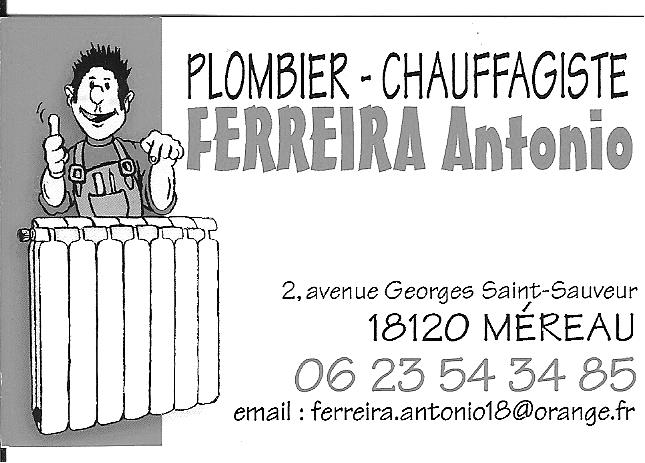 PLOMBIER - CHAUFFAGISTE
FERREIRA Antonio
2, avenue Georges Saint-Sauveur
18120 MÉREAU
06 23 54 34 85
email : ferreira.antonio18@orange.fr